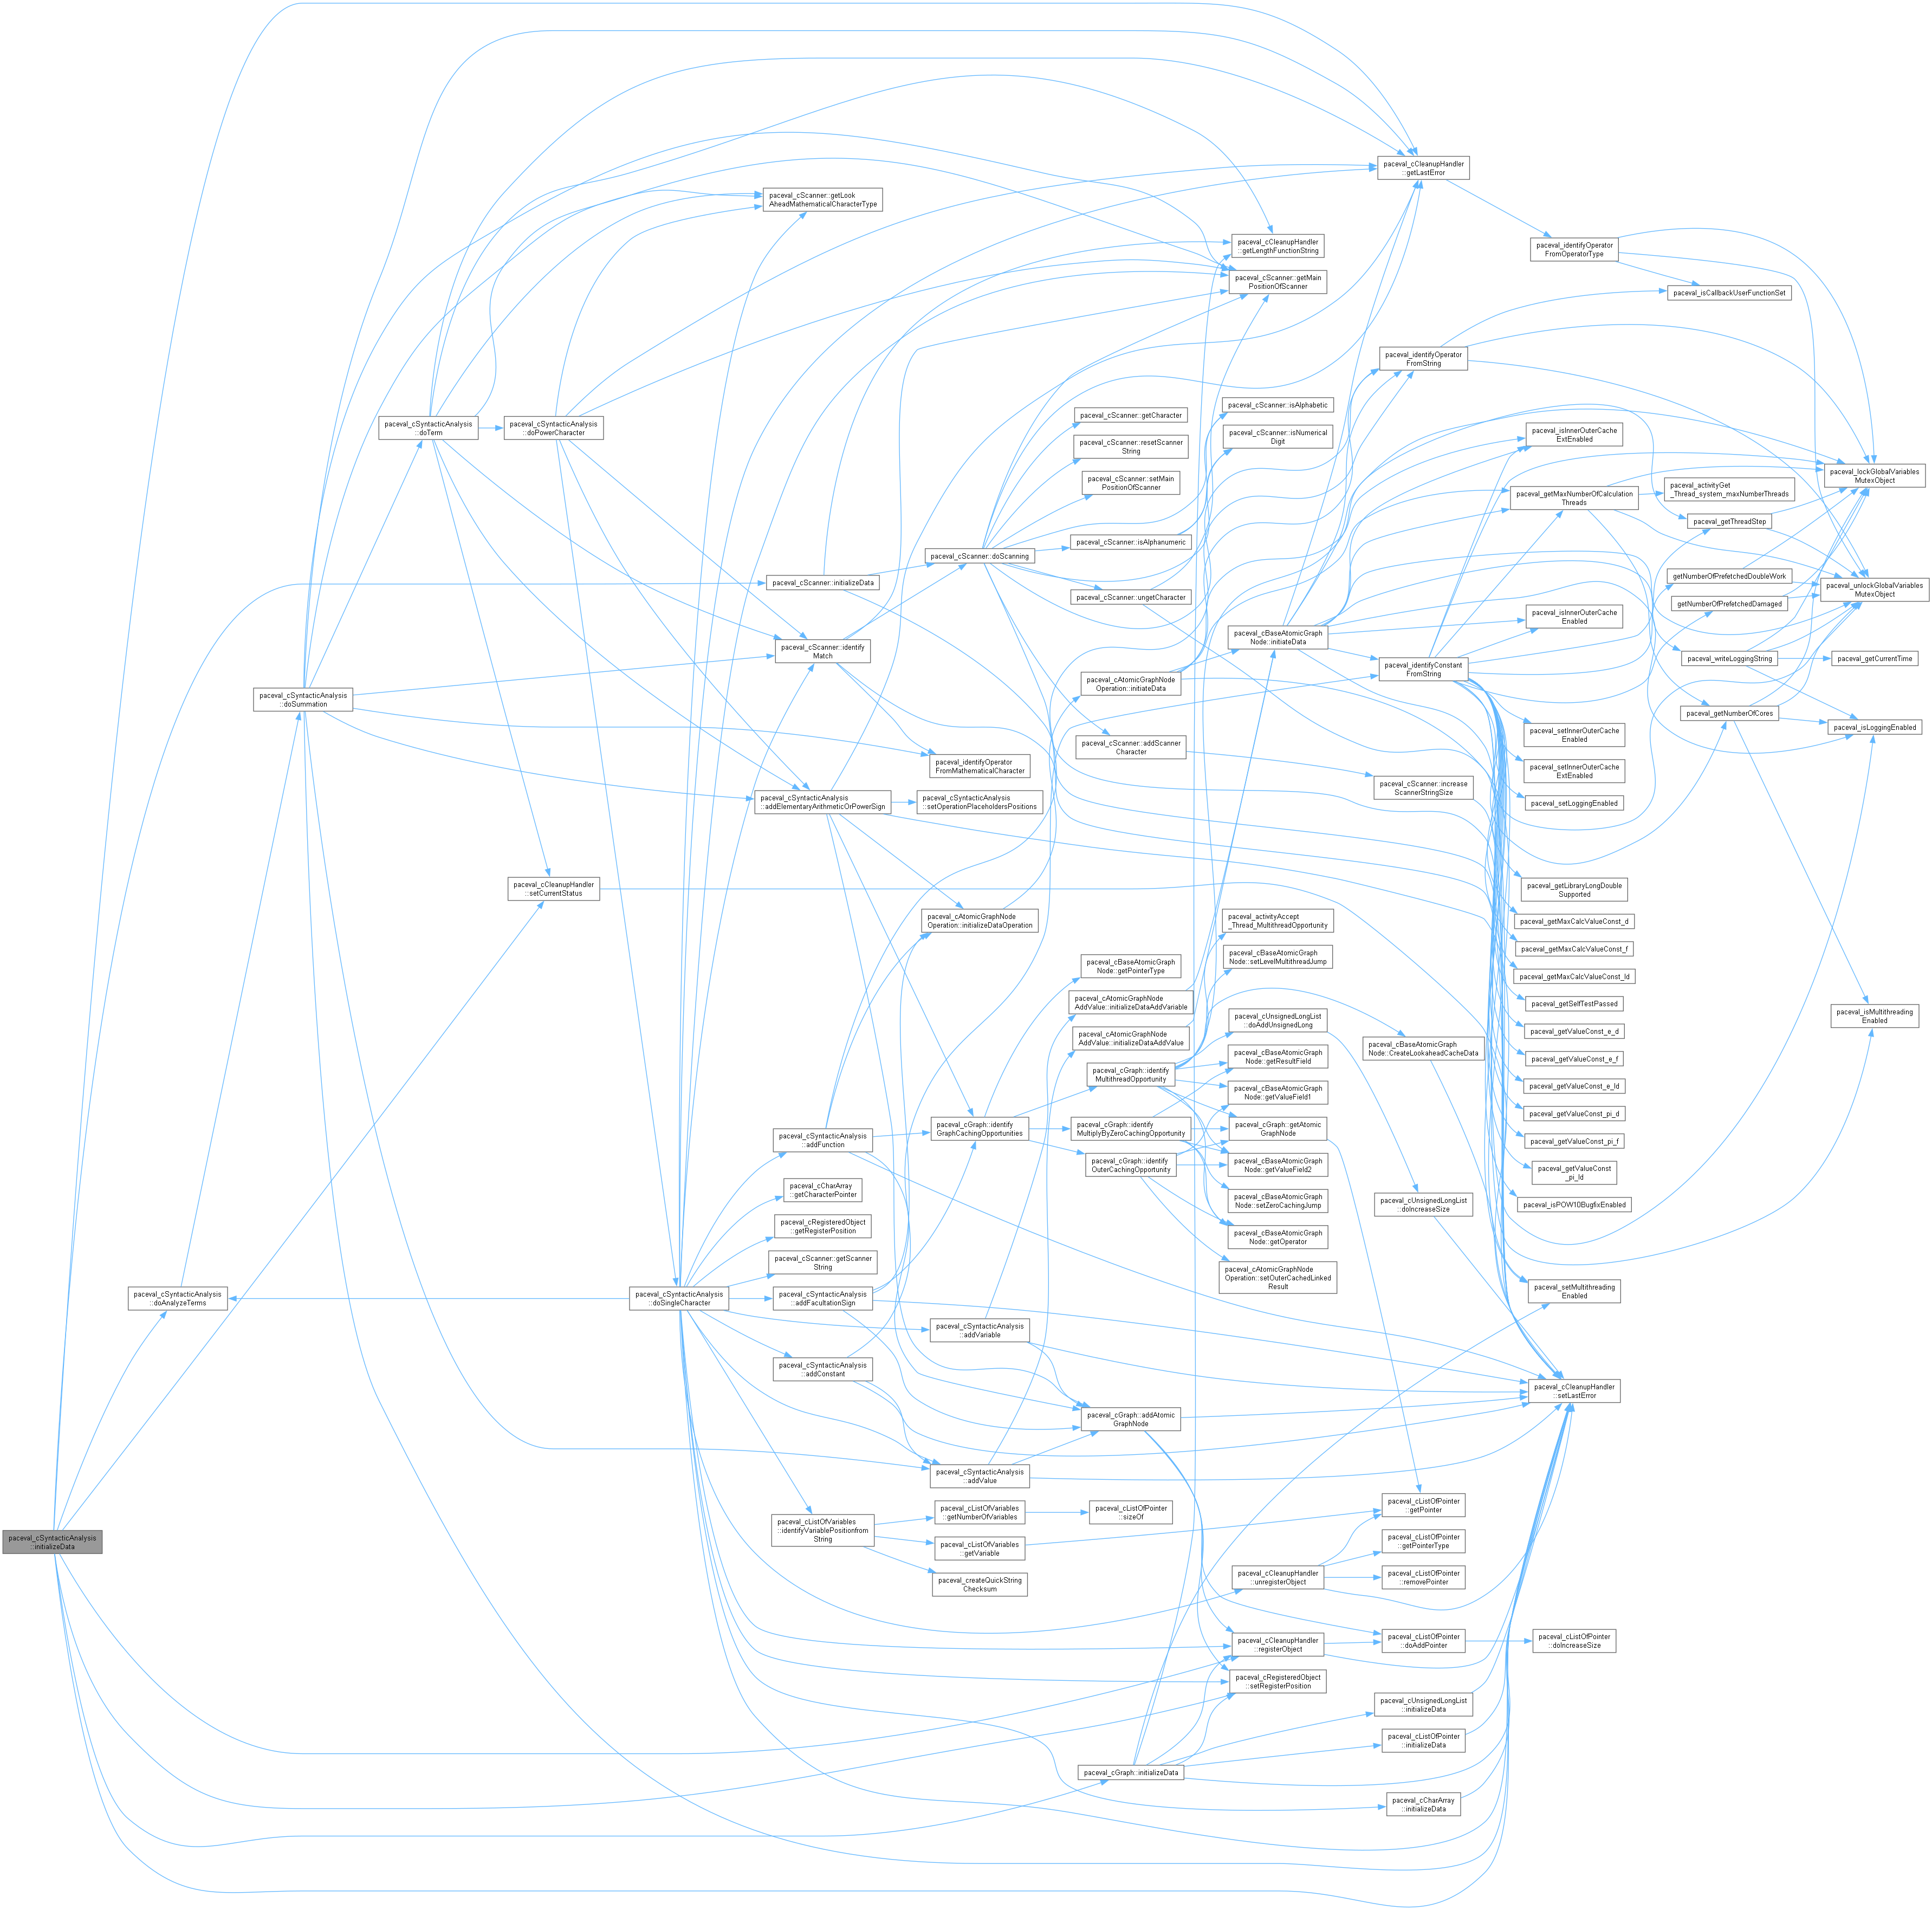 paceval_cCleanupHandler
::getLastError
paceval_cScanner::getLook
AheadMathematicalCharacterType
paceval_cCleanupHandler
::getLengthFunctionString
paceval_identifyOperator
FromOperatorType
paceval_cScanner::getMain
PositionOfScanner
paceval_isCallbackUserFunctionSet
paceval_identifyOperator
FromString
paceval_cSyntacticAnalysis
::doTerm
paceval_cSyntacticAnalysis
::doPowerCharacter
paceval_cScanner::getCharacter
paceval_cScanner::isAlphabetic
paceval_cScanner::isNumerical
Digit
paceval_cScanner::resetScanner
String
paceval_cScanner::setMain
PositionOfScanner
paceval_isInnerOuterCache
ExtEnabled
paceval_lockGlobalVariables
MutexObject
paceval_getMaxNumberOfCalculation
Threads
paceval_activityGet
_Thread_system_maxNumberThreads
paceval_getThreadStep
paceval_cScanner::isAlphanumeric
paceval_cScanner::doScanning
paceval_cScanner::initializeData
paceval_cScanner::ungetCharacter
getNumberOfPrefetchedDoubleWork
getNumberOfPrefetchedDamaged
paceval_unlockGlobalVariables
MutexObject
paceval_isInnerOuterCache
Enabled
paceval_cBaseAtomicGraph
Node::initiateData
paceval_cScanner::identify
Match
paceval_identifyConstant
FromString
paceval_writeLoggingString
paceval_getCurrentTime
paceval_cAtomicGraphNode
Operation::initiateData
paceval_cSyntacticAnalysis
::doSummation
paceval_getNumberOfCores
paceval_isLoggingEnabled
paceval_setInnerOuterCache
Enabled
paceval_cScanner::addScanner
Character
paceval_identifyOperator
FromMathematicalCharacter
paceval_setInnerOuterCache
ExtEnabled
paceval_cScanner::increase
ScannerStringSize
paceval_cSyntacticAnalysis
::addElementaryArithmeticOrPowerSign
paceval_cSyntacticAnalysis
::setOperationPlaceholdersPositions
paceval_setLoggingEnabled
paceval_cCleanupHandler
::setCurrentStatus
paceval_getLibraryLongDouble
Supported
paceval_cAtomicGraphNode
Operation::initializeDataOperation
paceval_activityAccept
_Thread_MultithreadOpportunity
paceval_getMaxCalcValueConst_d
paceval_getMaxCalcValueConst_f
paceval_cBaseAtomicGraph
Node::setLevelMultithreadJump
paceval_cBaseAtomicGraph
Node::getPointerType
paceval_getMaxCalcValueConst_ld
paceval_cAtomicGraphNode
AddValue::initializeDataAddVariable
paceval_getSelfTestPassed
paceval_isMultithreading
Enabled
paceval_cUnsignedLongList
::doAddUnsignedLong
paceval_getValueConst_e_d
paceval_cAtomicGraphNode
AddValue::initializeDataAddValue
paceval_cBaseAtomicGraph
Node::CreateLookaheadCacheData
paceval_cBaseAtomicGraph
Node::getResultField
paceval_getValueConst_e_f
paceval_cGraph::identify
MultithreadOpportunity
paceval_cBaseAtomicGraph
Node::getValueField1
paceval_getValueConst_e_ld
paceval_getValueConst_pi_d
paceval_cGraph::identify
GraphCachingOpportunities
paceval_cGraph::identify
MultiplyByZeroCachingOpportunity
paceval_cGraph::getAtomic
GraphNode
paceval_cSyntacticAnalysis
::addFunction
paceval_getValueConst_pi_f
paceval_cGraph::identify
OuterCachingOpportunity
paceval_cBaseAtomicGraph
Node::getValueField2
paceval_getValueConst
_pi_ld
paceval_cCharArray
::getCharacterPointer
paceval_cBaseAtomicGraph
Node::setZeroCachingJump
paceval_cUnsignedLongList
::doIncreaseSize
paceval_isPOW10BugfixEnabled
paceval_cRegisteredObject
::getRegisterPosition
paceval_cBaseAtomicGraph
Node::getOperator
paceval_cScanner::getScanner
String
paceval_cAtomicGraphNode
Operation::setOuterCachedLinked
Result
paceval_setMultithreading
Enabled
paceval_cSyntacticAnalysis
::doAnalyzeTerms
paceval_cSyntacticAnalysis
::doSingleCharacter
paceval_cSyntacticAnalysis
::addFacultationSign
paceval_cSyntacticAnalysis
::addVariable
paceval_cSyntacticAnalysis
::addConstant
paceval_cCleanupHandler
::setLastError
paceval_cGraph::addAtomic
GraphNode
paceval_cSyntacticAnalysis
::addValue
paceval_cListOfPointer
::getPointer
paceval_cListOfVariables
::getNumberOfVariables
paceval_cListOfPointer
::sizeOf
paceval_cListOfVariables
::identifyVariablePositionfrom
String
paceval_cSyntacticAnalysis
::initializeData
paceval_cListOfVariables
::getVariable
paceval_cListOfPointer
::getPointerType
paceval_createQuickString
Checksum
paceval_cCleanupHandler
::unregisterObject
paceval_cListOfPointer
::removePointer
paceval_cCleanupHandler
::registerObject
paceval_cListOfPointer
::doAddPointer
paceval_cListOfPointer
::doIncreaseSize
paceval_cRegisteredObject
::setRegisterPosition
paceval_cUnsignedLongList
::initializeData
paceval_cListOfPointer
::initializeData
paceval_cGraph::initializeData
paceval_cCharArray
::initializeData